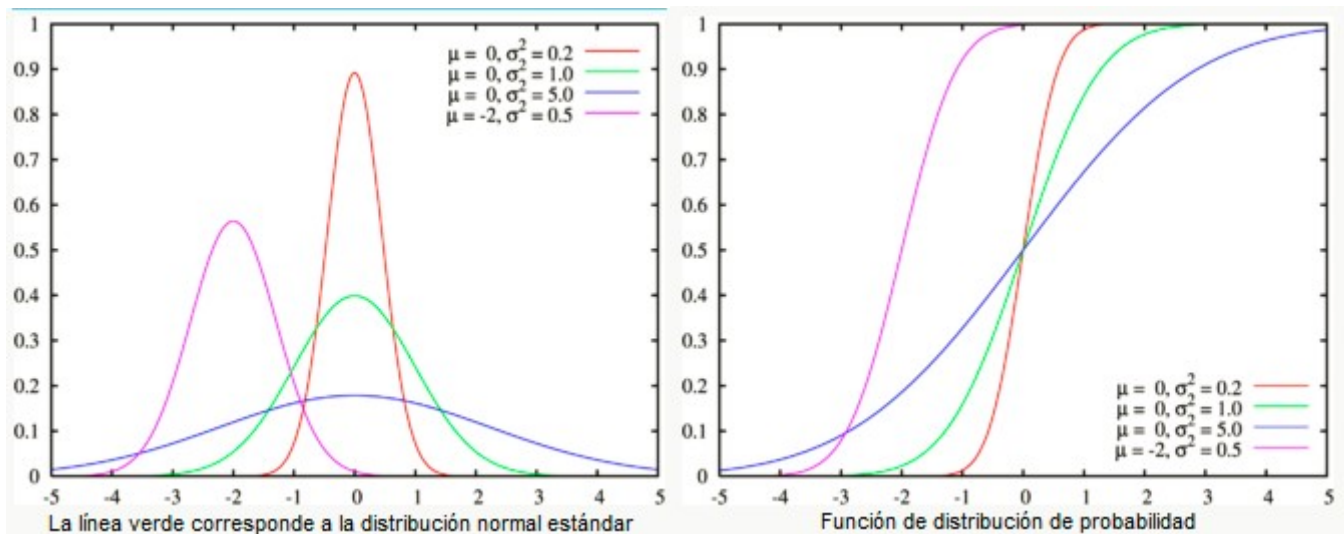 1
0.9
0.8
0.7
0.6
0.5
0.4
0.3
0.2
0.1
0
-5 -4 -3 -2 -1 0 1 2 3 4 5
μ = 0, σ² = 0.2
μ = 0, σ² = 1.0
μ = 0, σ² = 5.0
μ = -2, σ² = 0.5
La línea verde corresponde a la distribución normal estándar
1
0.9
0.8
0.7
0.6
0.5
0.4
0.3
0.2
0.1
0
-5 -4 -3 -2 -1 0 1 2 3 4 5
μ = 0, σ² = 0.2
μ = 0, σ² = 1.0
μ = 0, σ² = 5.0
μ = -2, σ² = 0.5
Función de distribución de probabilidad